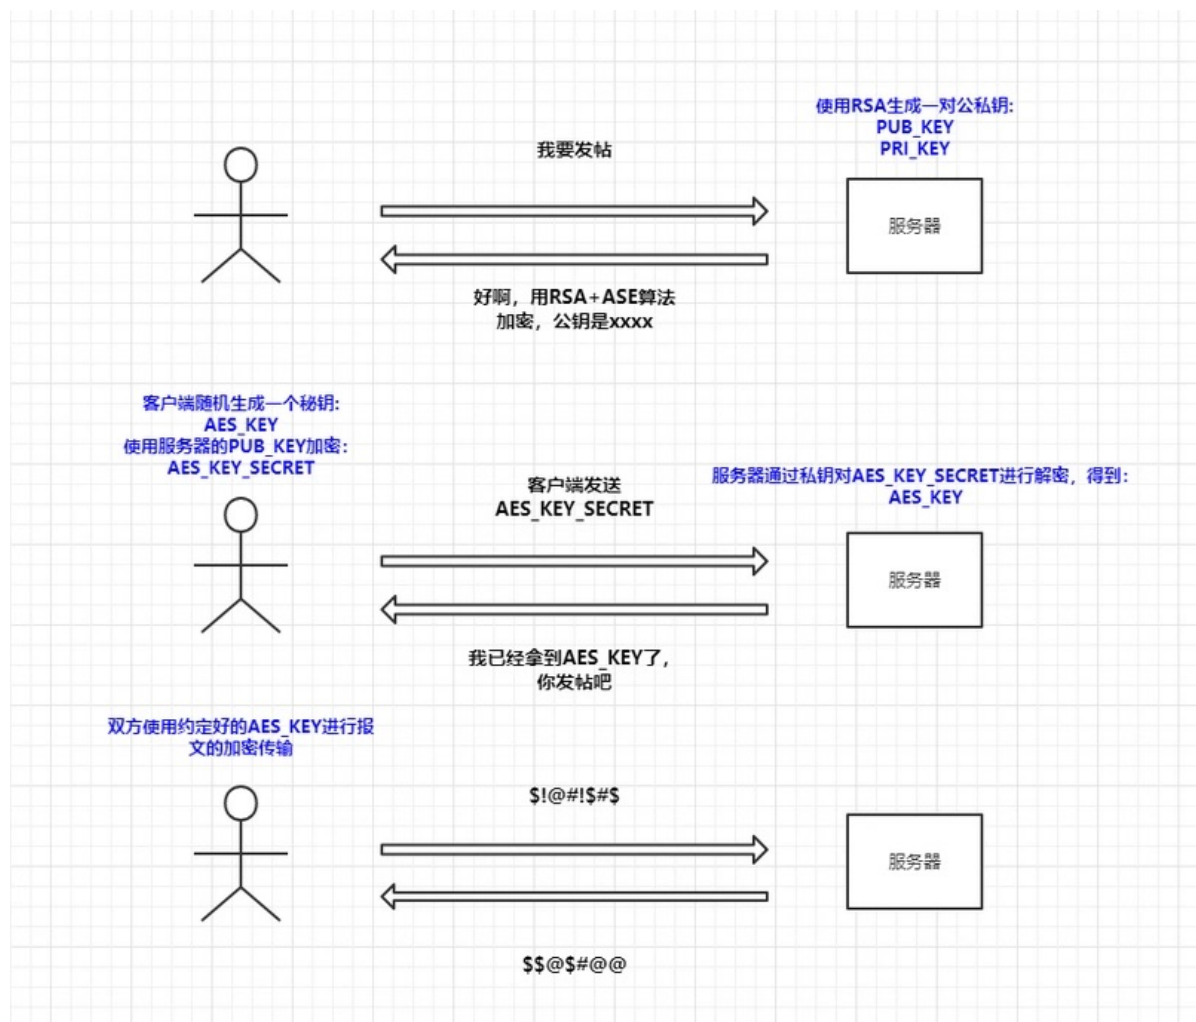 使用RSA生成一对公私钥:
PUB_KEY
PRI_KEY
我要发帖
服务器
好啊，用RSA+ASE算法
加密，公钥是xxxx
客户端随机生成一个秘钥:
AES_KEY
使用服务器的PUB_KEY加密:
AES_KEY_SECRET
客户端发送
AES_KEY_SECRET
服务器通过私钥对AES_KEY_SECRET进行解密，得到:
AES_KEY
服务器
我已经拿到AES_KEY了，
你发帖吧
双方使用约定好的AES_KEY进行报
文的加密传输
$!@#!$#$
服务器
$$@$#@@